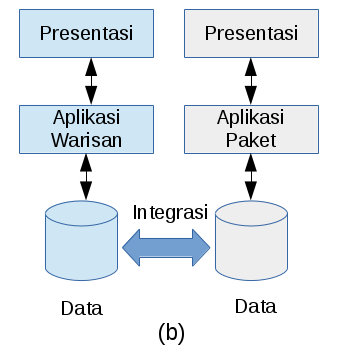 Presentasi
Presentasi
Aplikasi
Warisan
Aplikasi
Paket
Integrasi
Data
Data
(b)